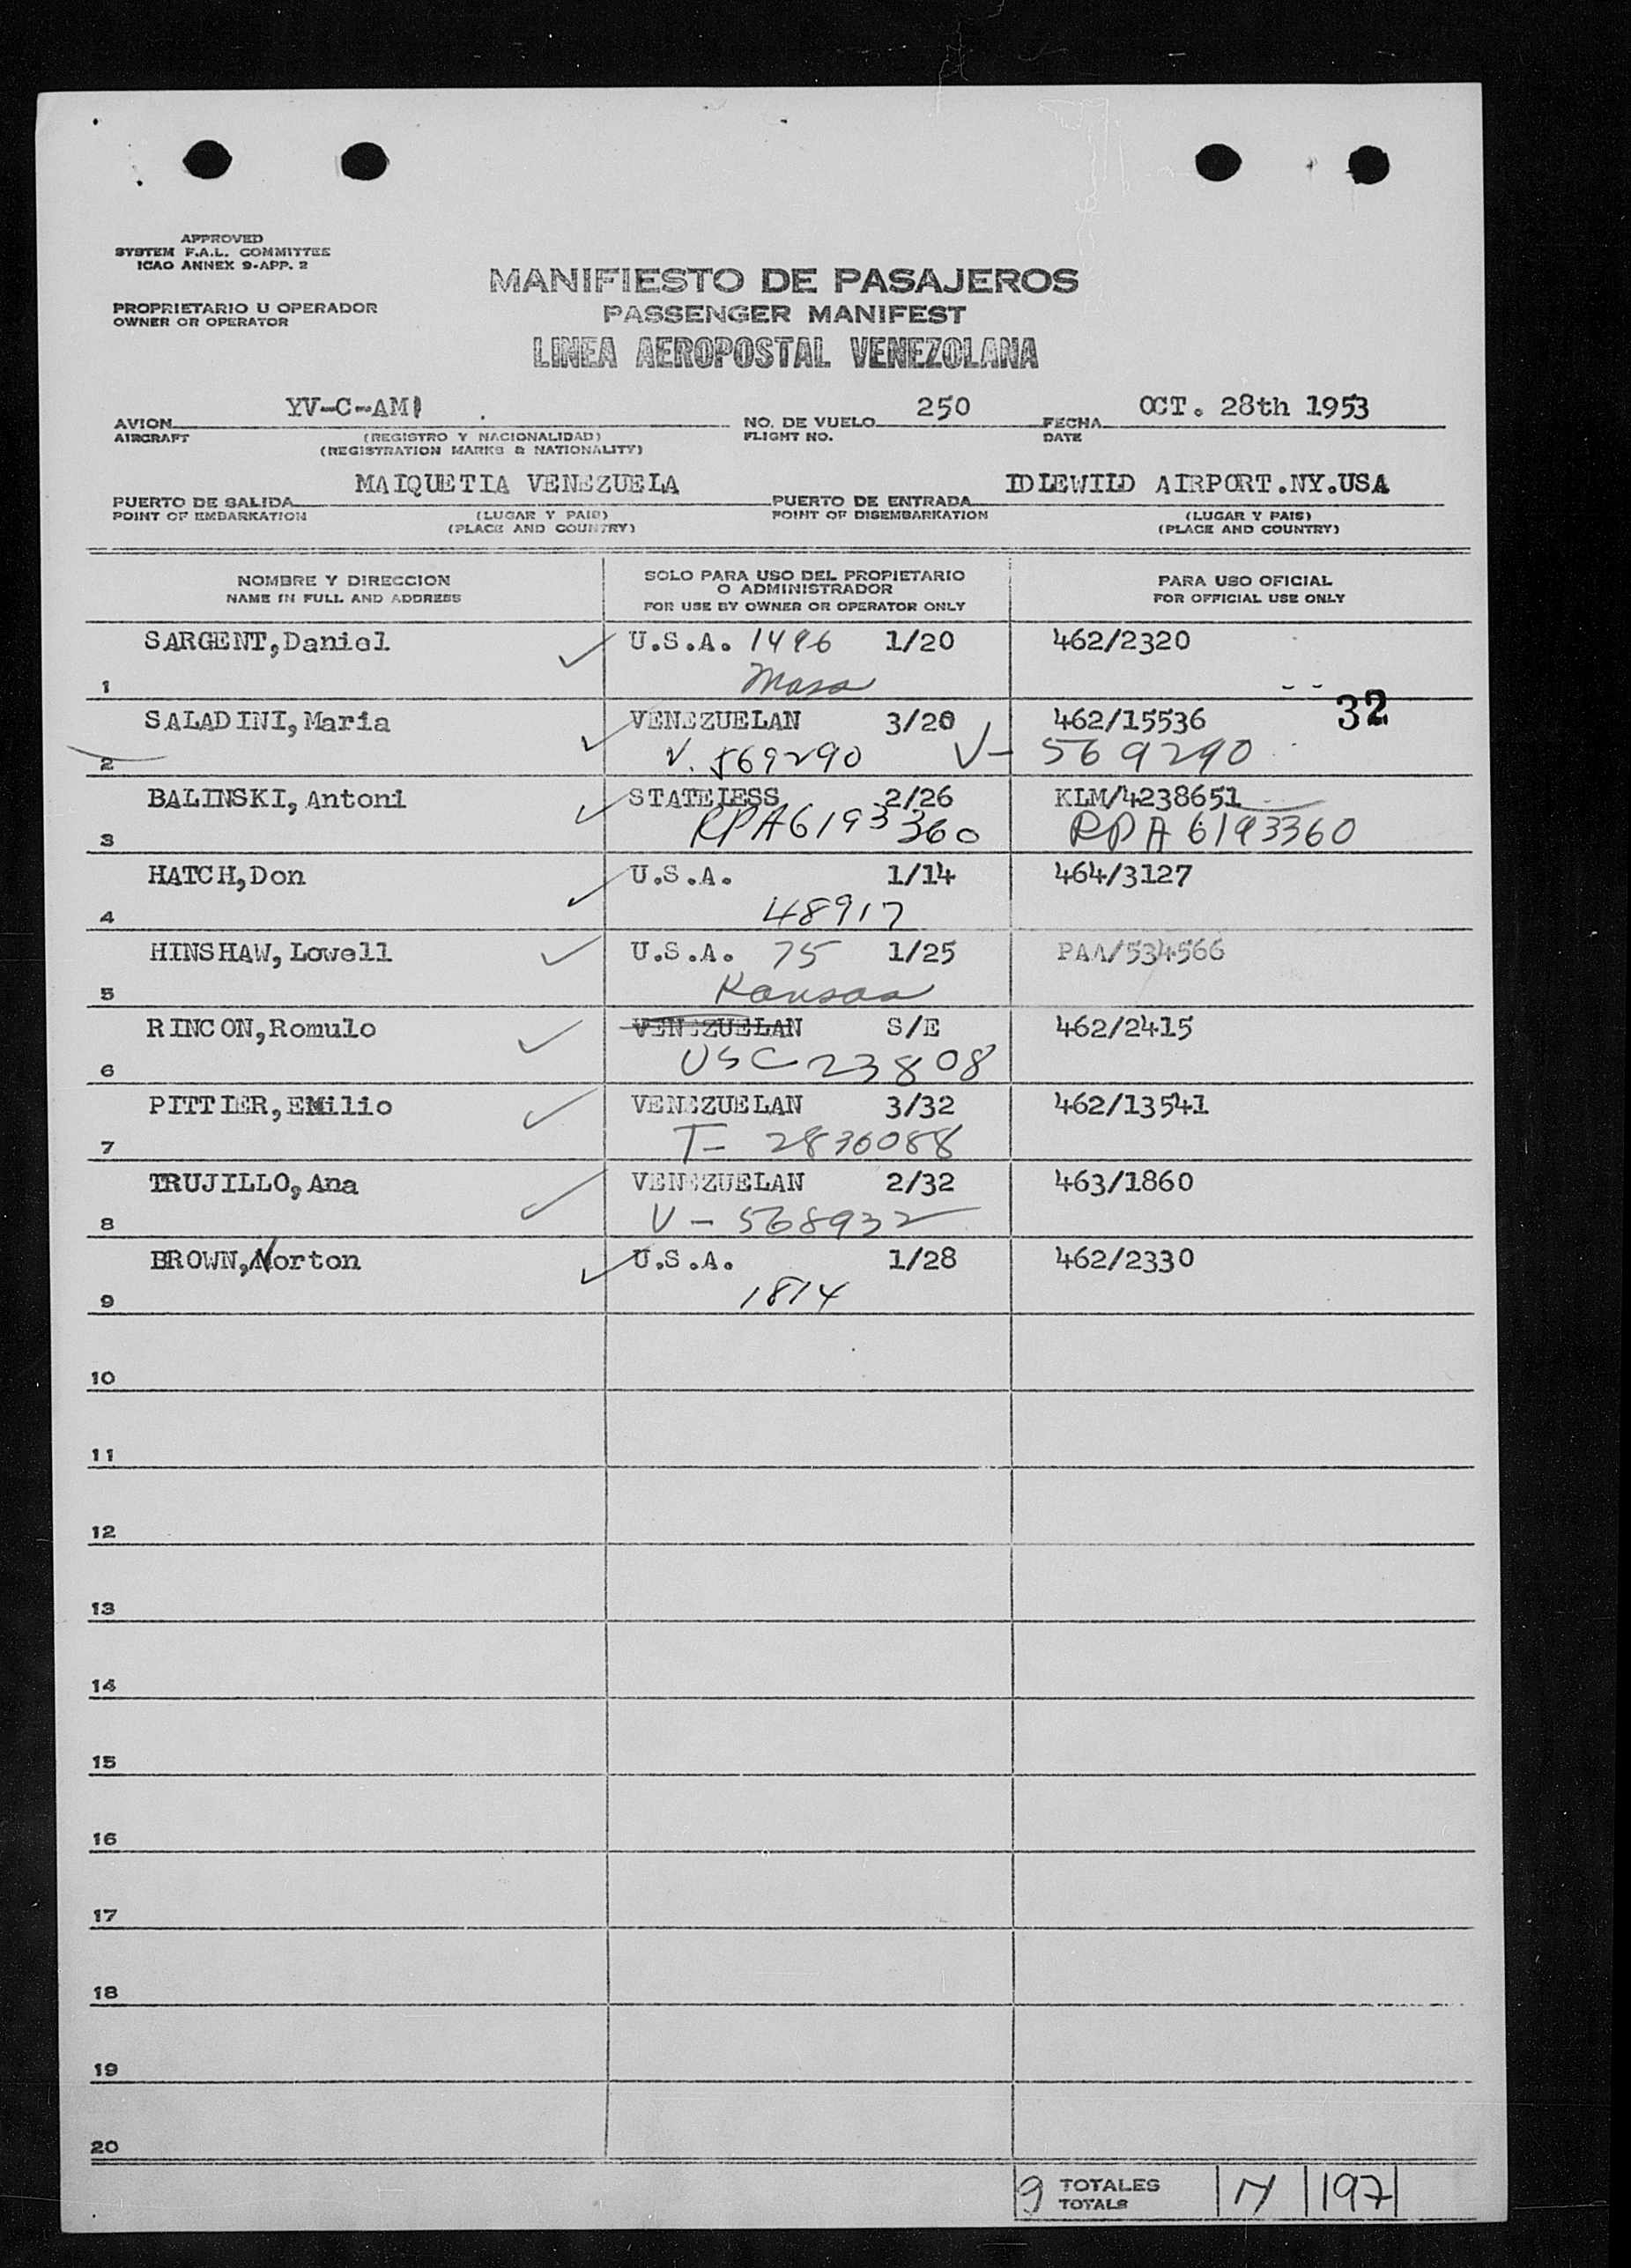 APPROVED
SYSTEM F.A.L. COMMITTEE
ICAO ANNEX 9-APP. 2
MANIFIESTO DE PASAJEROS
PROPRIETARIO U OPERADOR
OWNER OR OPERATOR
PASSENGER MANIFEST
LINEA AEROPOSTAL VENEZOLANA
AVION YV-C-AMI NO. DE VUELO 250 FECHA OCT. 28th 1953
AIRCRAFT (REGISTRO Y NACIONALIDAD) FLIGHT NO. DATE
(REGISTRATION MARKS & NATIONALITY)
PUERTO DE SALIDA MAIQUETIA VENEZUELA PUERTO DE ENTRADA IDLEWILD AIRPORT.NY.USA
POINT OF EMBARKATION (LUGAR Y PAIS) POINT OF DISEMBARKATION (LUGAR Y PAIS)
(PLACE AND COUNTRY) (PLACE AND COUNTRY)
NOMBRE Y DIRECCION
NAME IN FULL AND ADDRESS
SOLO PARA USO DEL PROPIETARIO
O ADMINISTRADOR
FOR USE BY OWNER OR OPERATOR ONLY
PARA USO OFICIAL
FOR OFFICIAL USE ONLY
SARGENT,Daniel U.S.A. 1496 1/20 462/2320
1 Mass
32
SALADINI,Maria VENEZUELAN 3/20 462/15536
2 V. 569290 V- 569290
BALINSKI, Antoni STATELESS 2/26 KLM/4238651
3 RPA6193360 RPA 6193360
HATCH,Don U.S.A. 1/14 464/3127
4 48917
HINSHAW, Lowell U.S.A. 75 1/25 PAA/534566
5 Kansas
RINCON,Romulo VENEZUELAN S/E 462/2415
6 USC 23808
PITTIER,EMilio VENEZUELAN 3/32 462/13541
7 T- 2836088
TRUJILLO,Ana VENEZUELAN 2/32 463/1860
8 V- 568932
BROWN,Norton U.S.A. 1/28 462/2330
9 1814
10
11
12
13
14
15
16
17
18
19
20
9 TOTALES 14 197
TOTALS